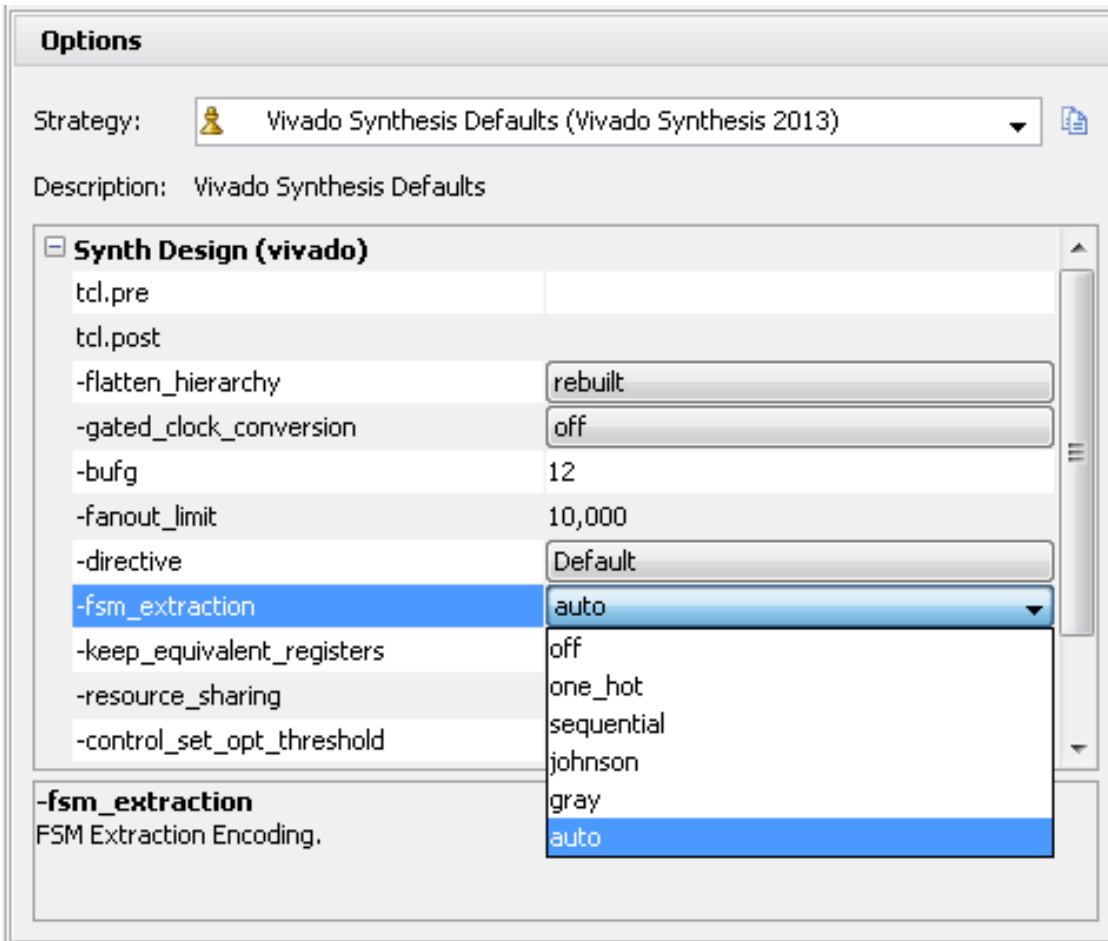 Options
Strategy: Vivado Synthesis Defaults (Vivado Synthesis 2013)
Description: Vivado Synthesis Defaults
Synth Design (vivado)
tcl.pre
tcl.post
-flatten_hierarchy rebuilt
-gated_clock_conversion off
-bufg 12
-fanout_limit 10,000
-directive Default
-fsm_extraction auto
-keep_equivalent_registers off
one_hot
-resource_sharing sequential
-control_set_opt_threshold johnson
-fsm_extraction gray
FSM Extraction Encoding. auto